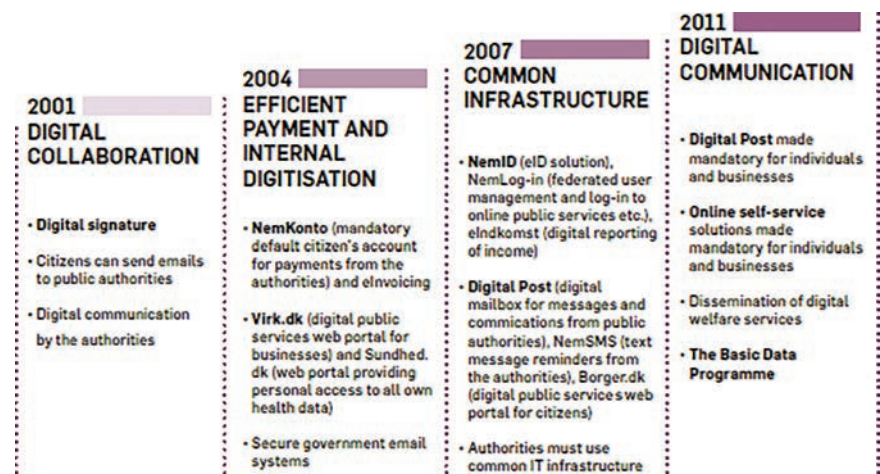 2001
DIGITAL
COLLABORATION
• Digital signature
• Citizens can send emails
to public authorities
• Digital communication
by the authorities
2004
EFFICIENT
PAYMENT AND
INTERNAL
DIGITISATION
• NemKonto (mandatory
default citizen's account
for payments from the
authorities) and eInvoicing
• Virk.dk (digital public
services web portal for
businesses) and Sundhed.
dk (web portal providing
personal access to all own
health data)
• Secure government email
systems
2007
COMMON
INFRASTRUCTURE
• NemID (eID solution),
NemLog-in (federated user
management and log-in to
online public services etc.),
eIndkomst (digital reporting
of income)
• Digital Post (digital
mailbox for messages and
commications from public
authorities), NemSMS (text
message reminders from
the authorities), Borger.dk
(digital public services web
portal for citizens)
• Authorities must use
common IT infrastructure
2011
DIGITAL
COMMUNICATION
• Digital Post made
mandatory for individuals
and businesses
• Online self-service
solutions made
mandatory for individuals
and businesses
• Dissemination of digital
welfare services
• The Basic Data
Programme